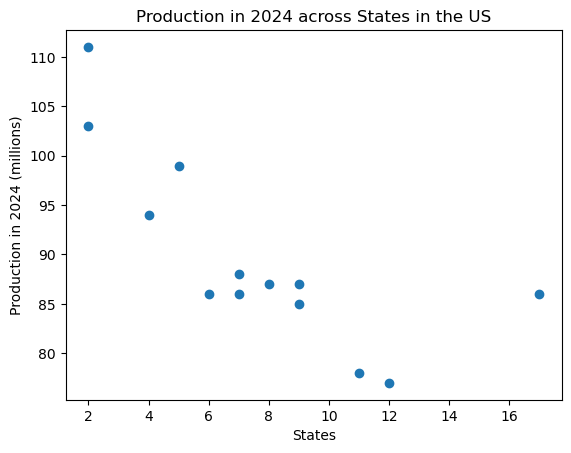 Production in 2024 across States in the US
Production in 2024 (millions)
110
105
100
95
90
85
80
2 4 6 8 10 12 14 16
States